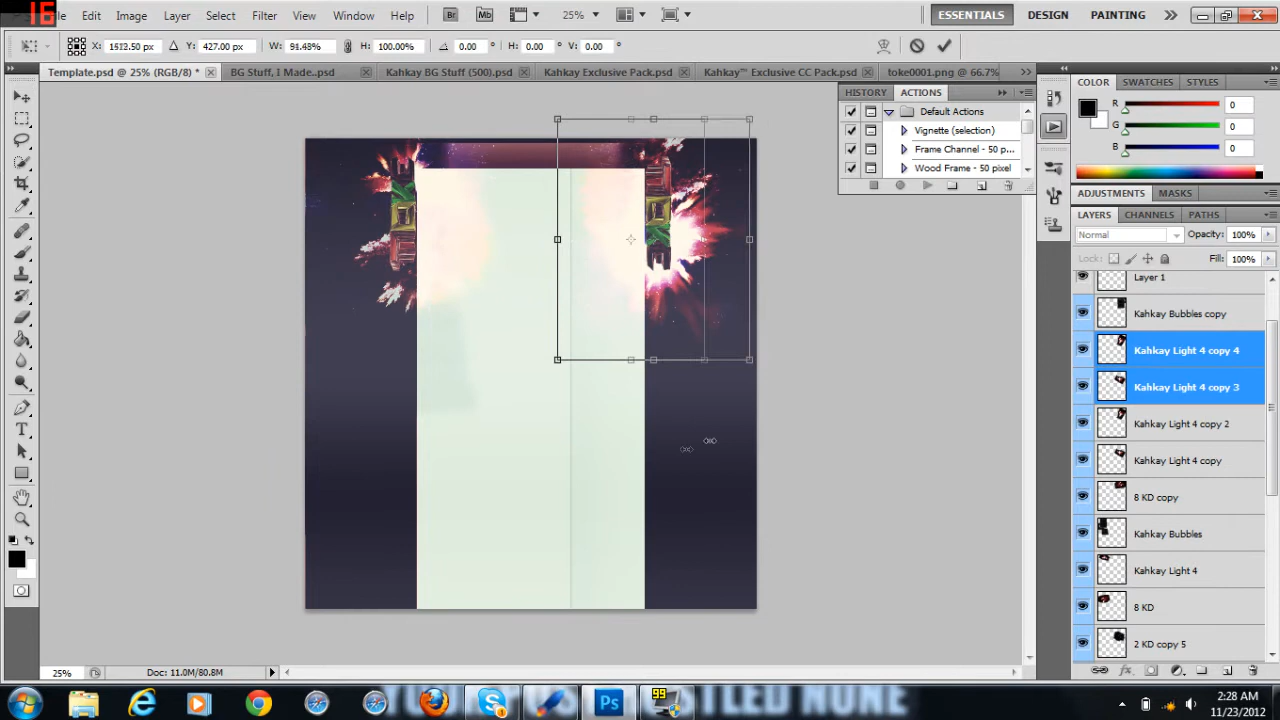 16
Edit Image Layer Select Filter View Window Help Br Mb 25% ESSENTIALS DESIGN PAINTING
X: 1512.50 px Y: 427.00 px W: 91.48% H: 100.00% 0.00 ° H: 0.00 ° V: 0.00 °
Template.psd @ 25% (RGB/8) * BG Stuff, I Made..psd Kahkay BG Stuff (500).psd Kahkay Exclusive Pack.psd Kahkay™ Exclusive CC Pack.psd toke0001.png @ 66.7%
HISTORY ACTIONS
Default Actions
Vignette (selection)
Frame Channel - 50 p...
Wood Frame - 50 pixel
COLOR SWATCHES STYLES
R 0
G 0
B 0
ADJUSTMENTS MASKS
LAYERS CHANNELS PATHS
Normal Opacity: 100%
Lock: Fill: 100%
Layer 1
Kahkay Bubbles copy
Kahkay Light 4 copy 4
Kahkay Light 4 copy 3
Kahkay Light 4 copy 2
Kahkay Light 4 copy
8 KD copy
Kahkay Bubbles
Kahkay Light 4
8 KD
2 KD copy 5
25% Doc: 11.0M/80.8M
99
Ps
2:28 AM
11/23/2012